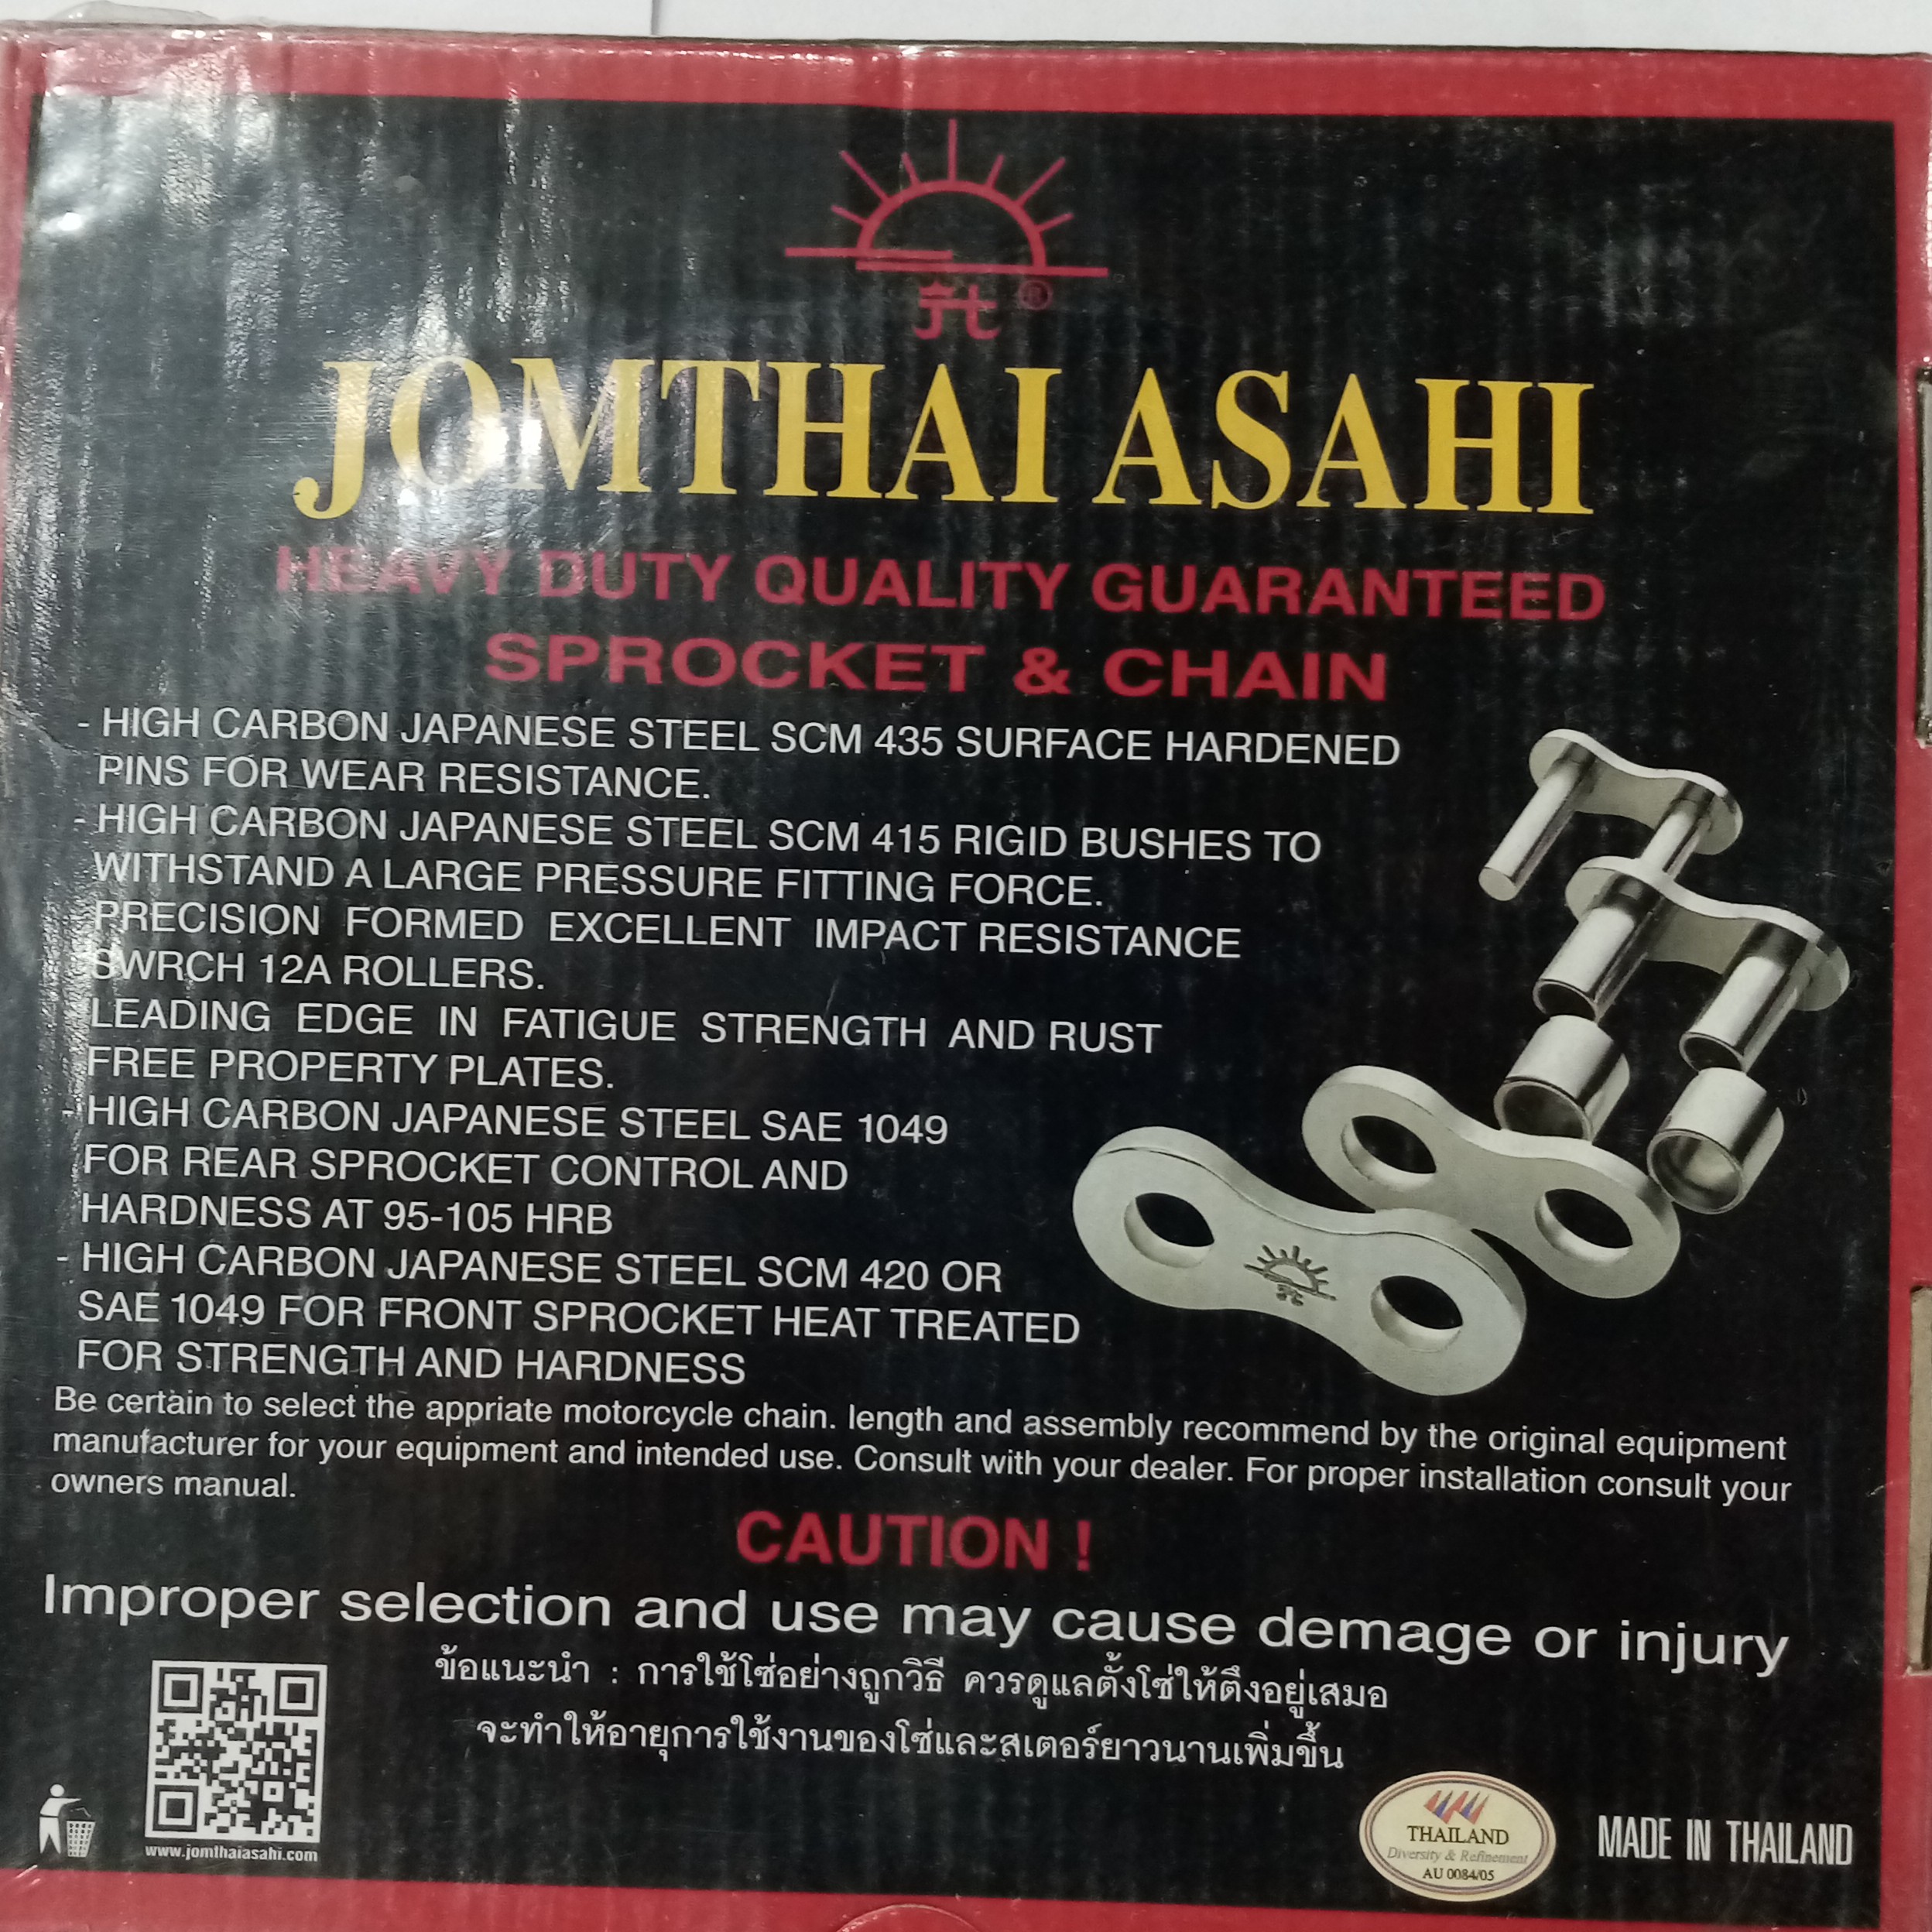 JT ®
JOMTHAI ASAHI
HEAVY DUTY QUALITY GUARANTEED
SPROCKET & CHAIN
- HIGH CARBON JAPANESE STEEL SCM 435 SURFACE HARDENED
PINS FOR WEAR RESISTANCE.
- HIGH CARBON JAPANESE STEEL SCM 415 RIGID BUSHES TO
WITHSTAND A LARGE PRESSURE FITTING FORCE.
PRECISION FORMED EXCELLENT IMPACT RESISTANCE
SWRCH 12A ROLLERS.
LEADING EDGE IN FATIGUE STRENGTH AND RUST
FREE PROPERTY PLATES.
- HIGH CARBON JAPANESE STEEL SAE 1049
FOR REAR SPROCKET CONTROL AND
HARDNESS AT 95-105 HRB
- HIGH CARBON JAPANESE STEEL SCM 420 OR
SAE 1049 FOR FRONT SPROCKET HEAT TREATED
FOR STRENGTH AND HARDNESS
Be certain to select the appriate motorcycle chain. length and assembly recommend by the original equipment
manufacturer for your equipment and intended use. Consult with your dealer. For proper installation consult your
owners manual.
CAUTION !
Improper selection and use may cause demage or injury
ข้อแนะนำ : การใช้โซ่อย่างถูกวิธี ควรดูแลตั้งโซ่ให้ตึงอยู่เสมอ
จะทำให้อายุการใช้งานของโซ่และสเตอร์ยาวนานเพิ่มขึ้น
www.jomthaiasahi.com
THAILAND
Diversity & Refinement
AU 0084/05
MADE IN THAILAND